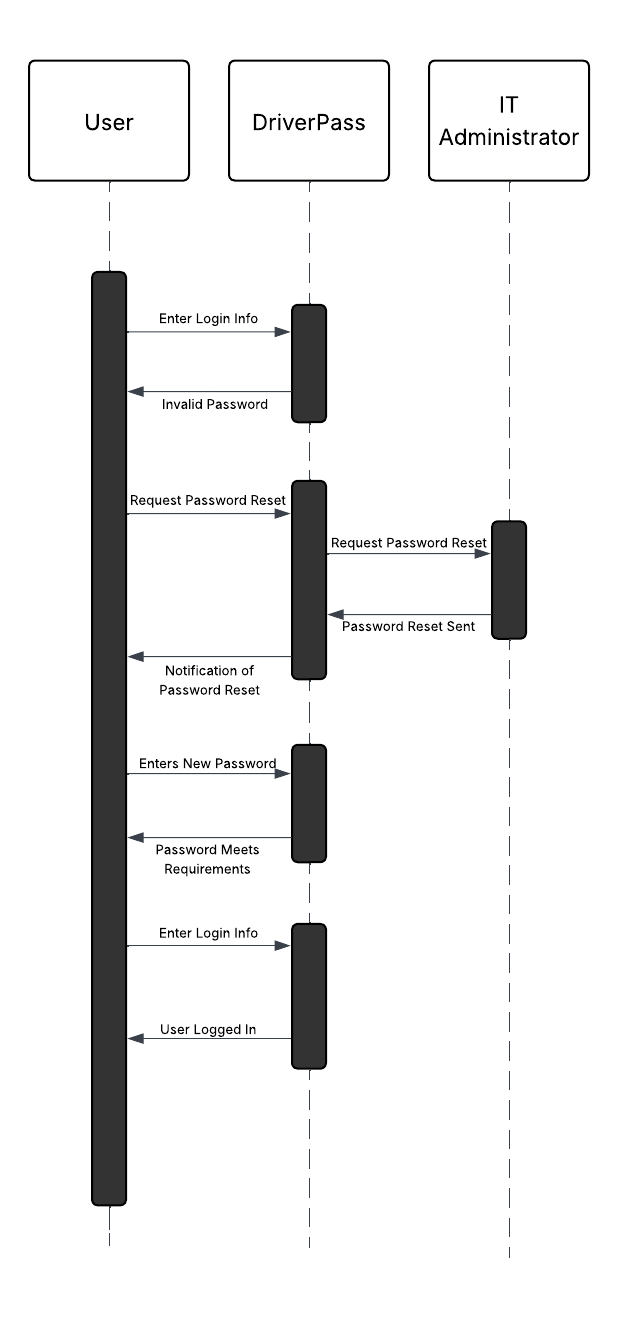 User
DriverPass
IT
Administrator
Enter Login Info
Invalid Password
Request Password Reset
Request Password Reset
Password Reset Sent
Notification of
Password Reset
Enters New Password
Password Meets
Requirements
Enter Login Info
User Logged In